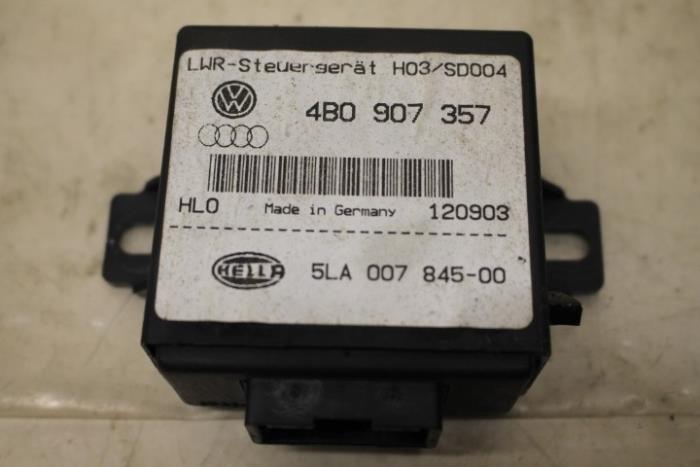 LWR-Steuergerät H03/SD004
4B0 907 357
HLO Made in Germany 120903
HELLA 5LA 007 845-00